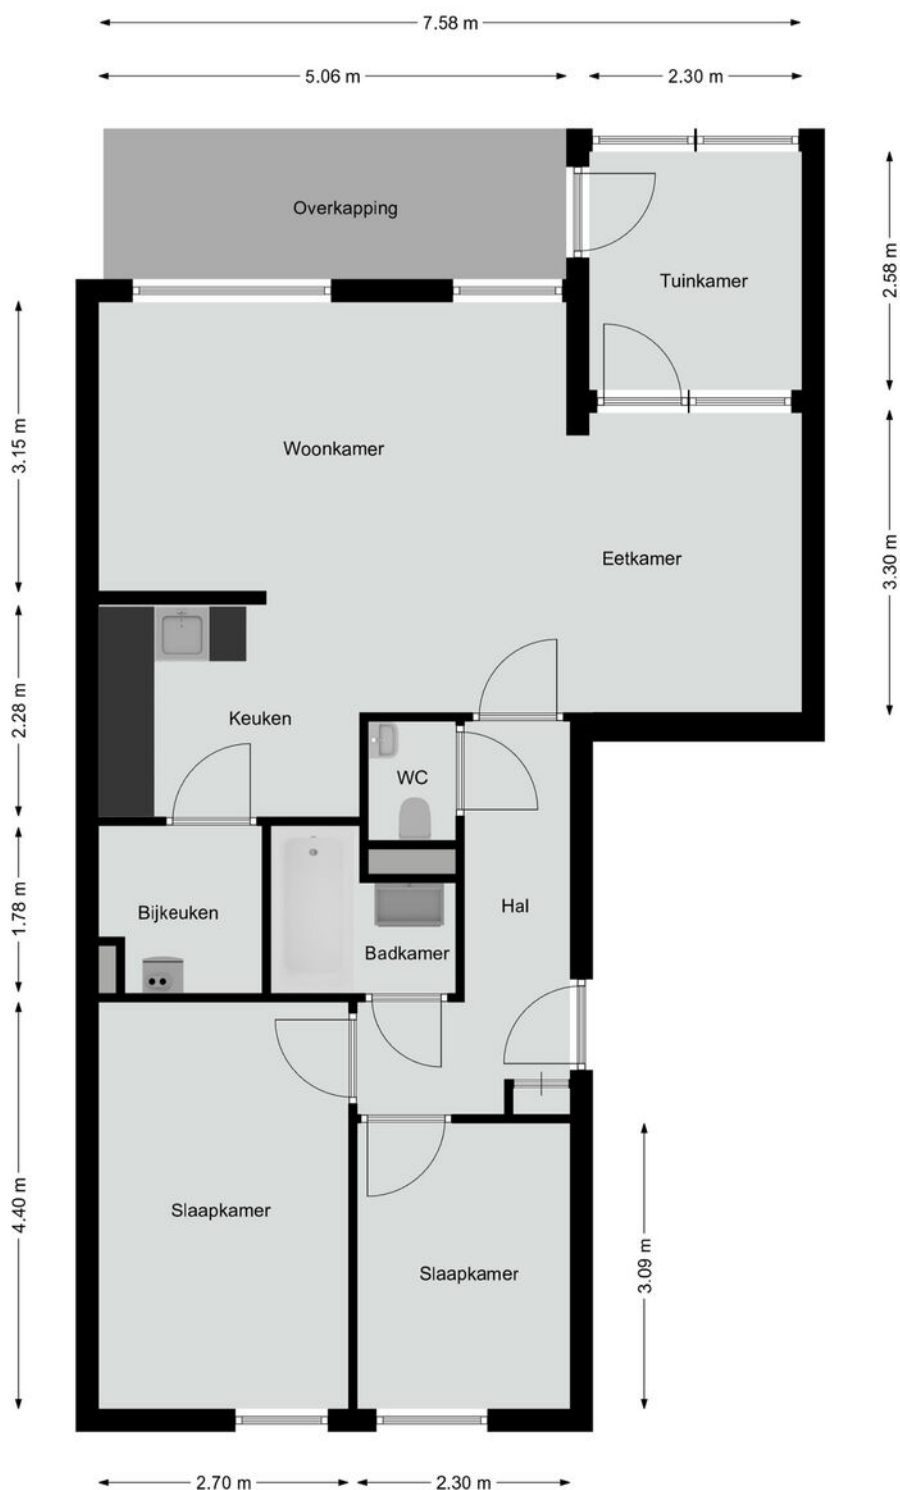 7.58 m
5.06 m
2.30 m
Overkapping
Tuinkamer
2.58 m
3.15 m
Woonkamer
Eetkamer
3.30 m
2.28 m
Keuken
WC
1.78 m
Bijkeuken
Hal
Badkamer
4.40 m
Slaapkamer
Slaapkamer
3.09 m
2.70 m
2.30 m